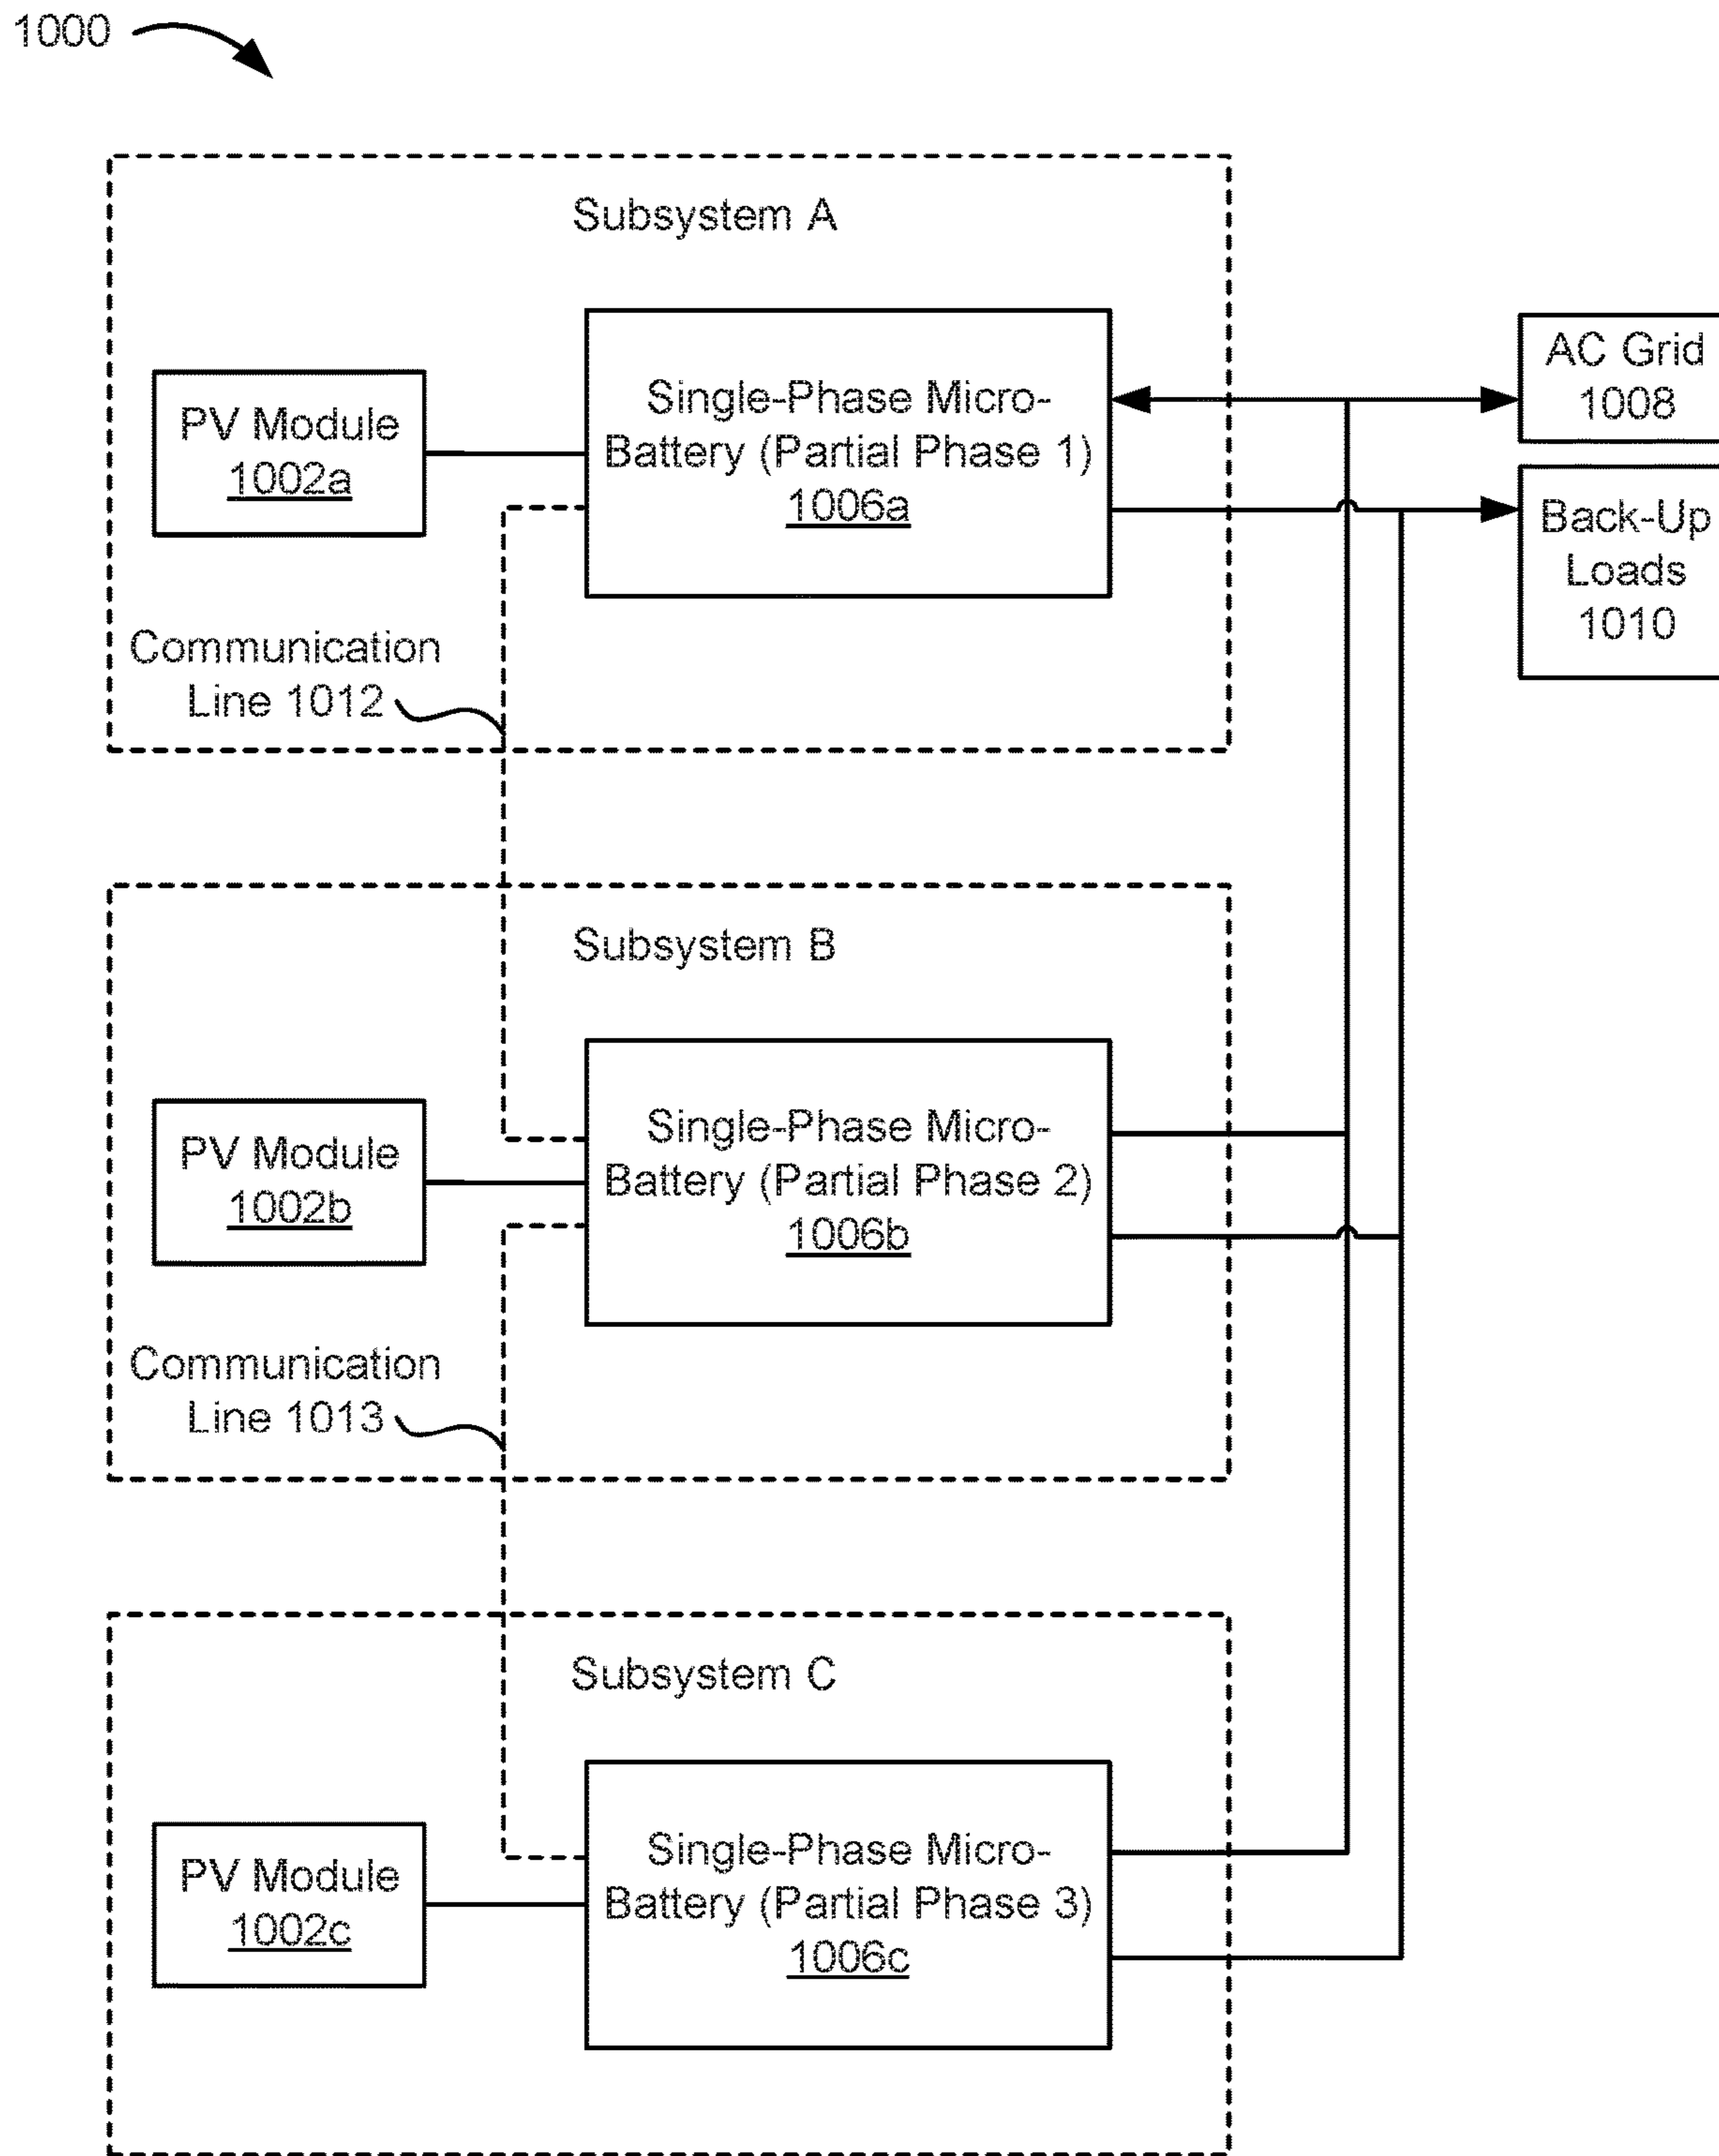 1000
Subsystem A
PV Module
1002a
Single-Phase Micro-
Battery (Partial Phase 1)
1006a
AC Grid
1008
Back-Up
Loads
1010
Communication
Line 1012
Subsystem B
PV Module
1002b
Single-Phase Micro-
Battery (Partial Phase 2)
1006b
Communication
Line 1013
Subsystem C
PV Module
1002c
Single-Phase Micro-
Battery (Partial Phase 3)
1006c